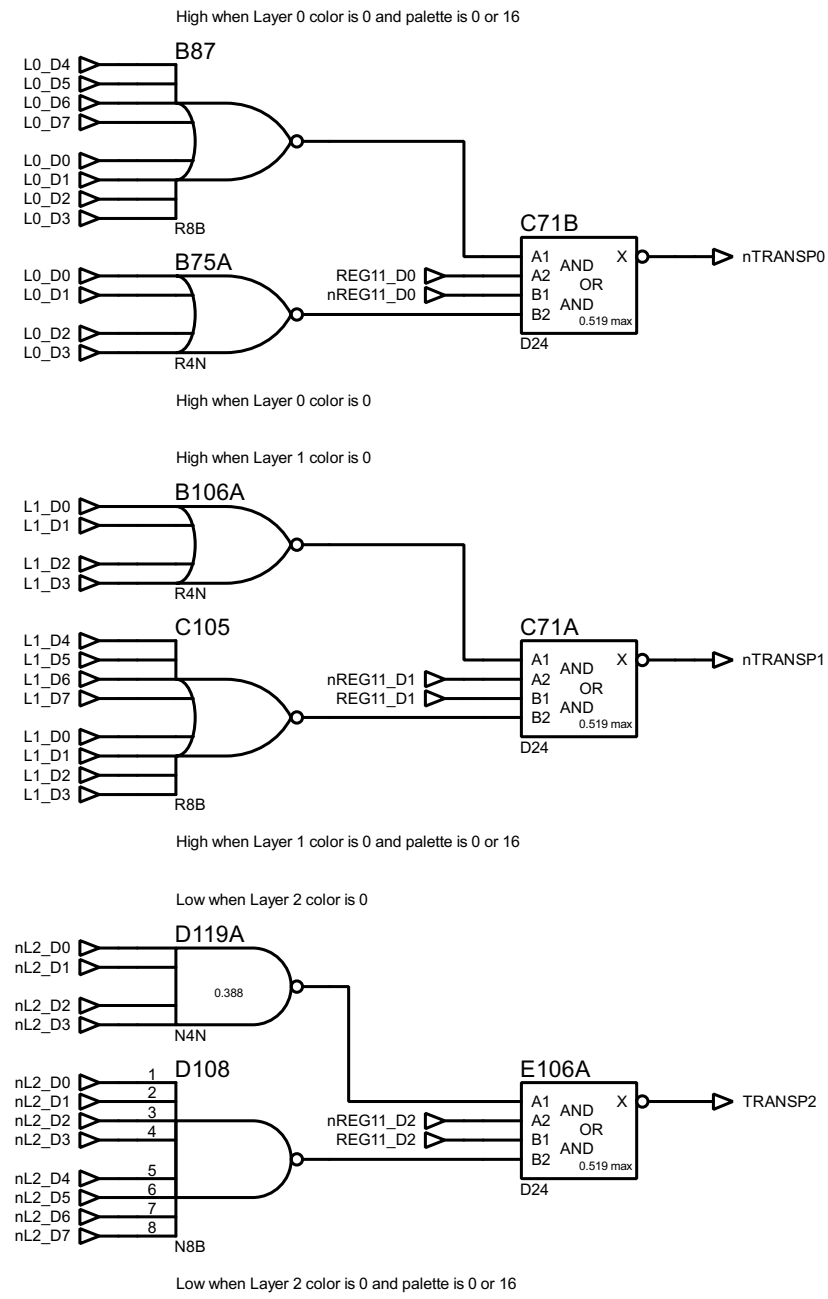 High when Layer 0 color is 0 and palette is 0 or 16
B87
L0_D4
L0_D5
L0_D6
L0_D7
L0_D0
L0_D1
L0_D2
L0_D3
R8B
B75A
L0_D0
L0_D1
L0_D2
L0_D3
R4N
REG11_D0
nREG11_D0
C71B
A1 AND X
A2
OR
B1
AND
B2
0.519 max
D24
nTRANSP0
High when Layer 0 color is 0
High when Layer 1 color is 0
B106A
L1_D0
L1_D1
L1_D2
L1_D3
R4N
C105
L1_D4
L1_D5
L1_D6
L1_D7
L1_D0
L1_D1
L1_D2
L1_D3
R8B
nREG11_D1
REG11_D1
C71A
A1 AND X
A2
OR
B1
AND
B2
0.519 max
D24
nTRANSP1
High when Layer 1 color is 0 and palette is 0 or 16
Low when Layer 2 color is 0
D119A
nL2_D0
nL2_D1
0.388
nL2_D2
nL2_D3
N4N
D108
nL2_D0 1
nL2_D1 2
nL2_D2 3
nL2_D3 4
nL2_D4 5
nL2_D5 6
nL2_D6 7
nL2_D7 8
N8B
nREG11_D2
REG11_D2
E106A
A1 AND X
A2
OR
B1
AND
B2
0.519 max
D24
TRANSP2
Low when Layer 2 color is 0 and palette is 0 or 16